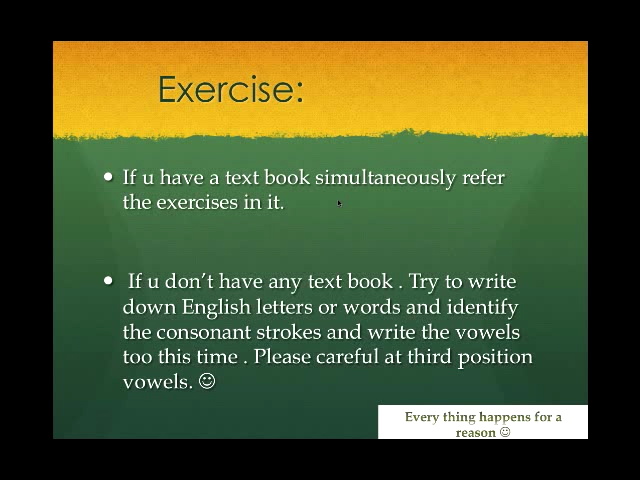 Exercise:
• If u have a text book simultaneously refer
the exercises in it.
• If u don’t have any text book . Try to write
down English letters or words and identify
the consonant strokes and write the vowels
too this time . Please careful at third position
vowels. ☺
Every thing happens for a
reason ☺